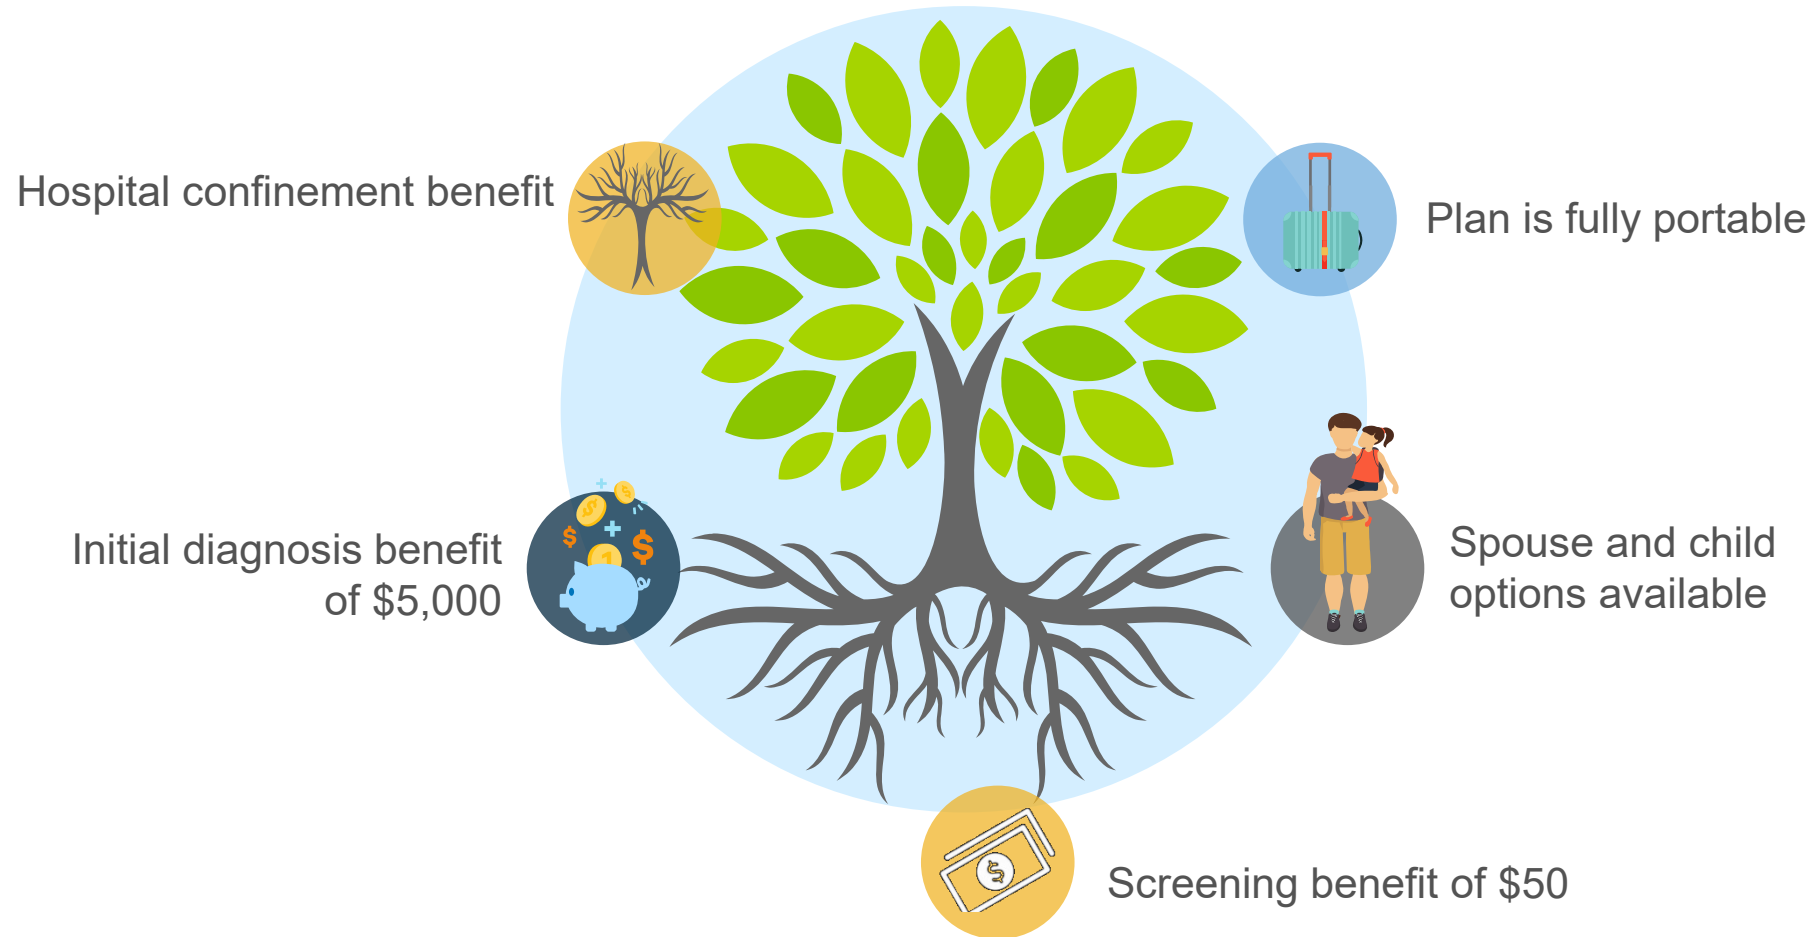 Hospital confinement benefit
Plan is fully portable
Initial diagnosis benefit
of $5,000
Spouse and child
options available
Screening benefit of $50